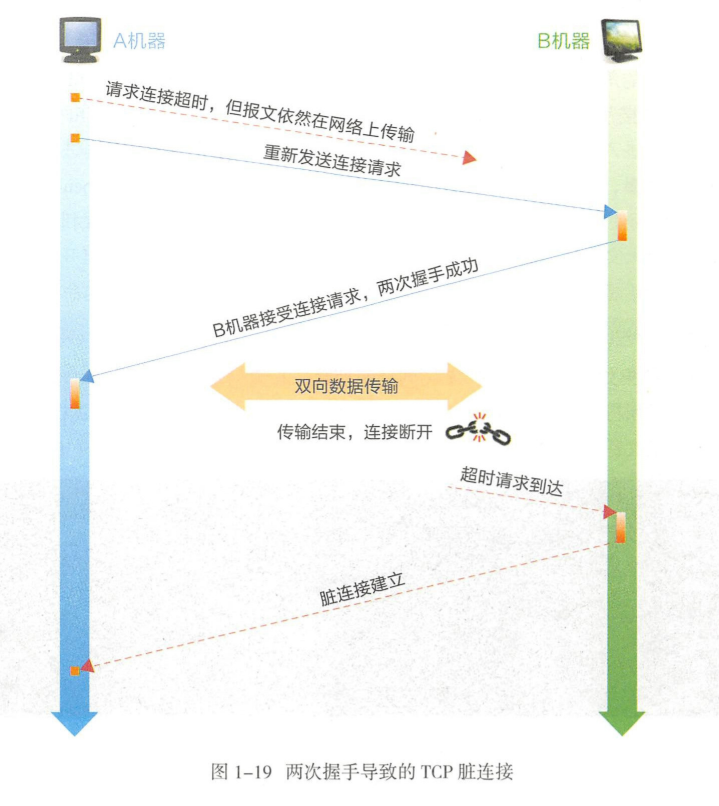 A机器
B机器
请求连接超时，但报文依然在网络上传输
重新发送连接请求
B机器接受连接请求，两次握手成功
双向数据传输
传输结束，连接断开
超时请求到达
脏连接建立
图 1-19 两次握手导致的 TCP 脏连接